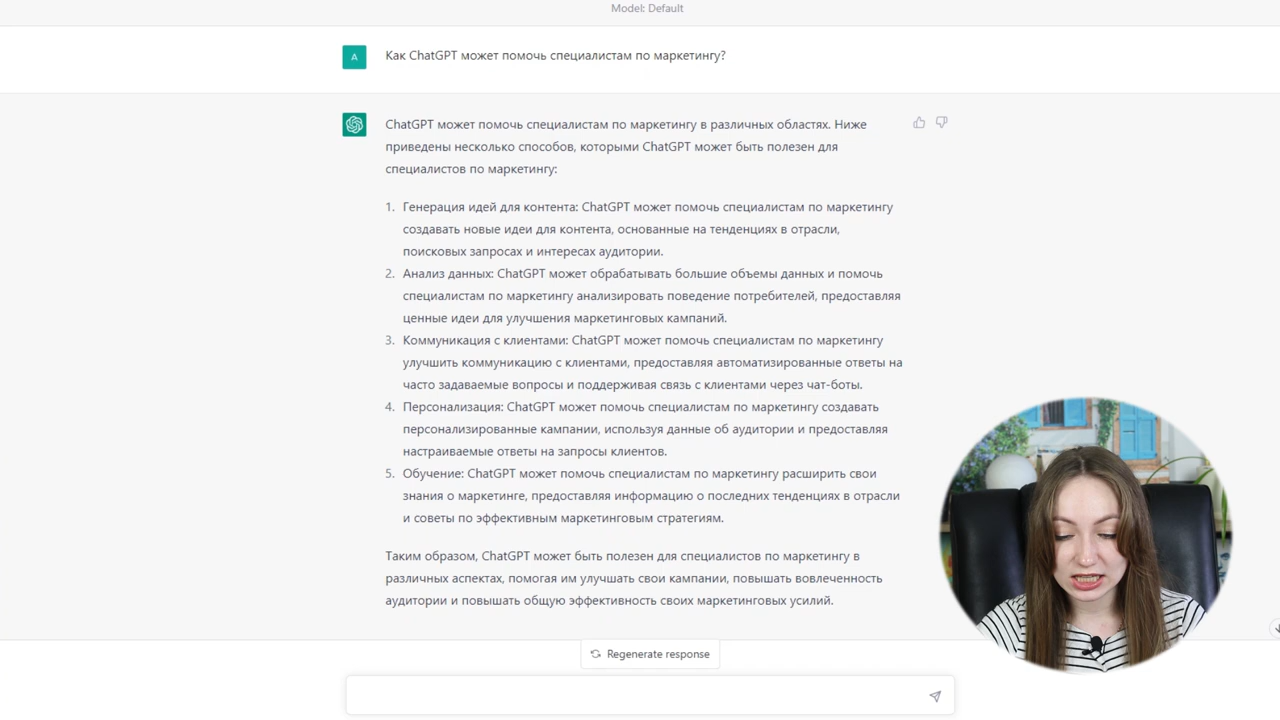 Model: Default
A
Как ChatGPT может помочь специалистам по маркетингу?
ChatGPT может помочь специалистам по маркетингу в различных областях. Ниже
приведены несколько способов, которыми ChatGPT может быть полезен для
специалистов по маркетингу:
1. Генерация идей для контента: ChatGPT может помочь специалистам по маркетингу
создавать новые идеи для контента, основанные на тенденциях в отрасли,
поисковых запросах и интересах аудитории.
2. Анализ данных: ChatGPT может обрабатывать большие объемы данных и помочь
специалистам по маркетингу анализировать поведение потребителей, предоставляя
ценные идеи для улучшения маркетинговых кампаний.
3. Коммуникация с клиентами: ChatGPT может помочь специалистам по маркетингу
улучшить коммуникацию с клиентами, предоставляя автоматизированные ответы на
часто задаваемые вопросы и поддерживая связь с клиентами через чат-боты.
4. Персонализация: ChatGPT может помочь специалистам по маркетингу создавать
персонализированные кампании, используя данные об аудитории и предоставляя
настраиваемые ответы на запросы клиентов.
5. Обучение: ChatGPT может помочь специалистам по маркетингу расширить свои
знания о маркетинге, предоставляя информацию о последних тенденциях в отрасли
и советы по эффективным маркетинговым стратегиям.
Таким образом, ChatGPT может быть полезен для специалистов по маркетингу в
различных аспектах, помогая им улучшать свои кампании, повышать вовлеченность
аудитории и повышать общую эффективность своих маркетинговых усилий.
Regenerate response